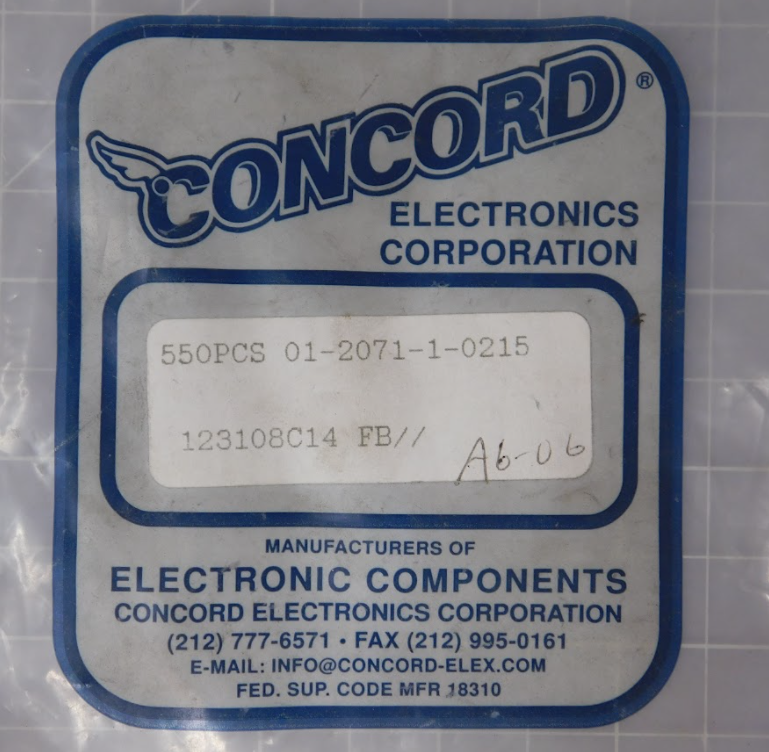 CONCORD®
ELECTRONICS
CORPORATION
550PCS 01-2071-1-0215
123108C14 FB//
A6-06
MANUFACTURERS OF
ELECTRONIC COMPONENTS
CONCORD ELECTRONICS CORPORATION
(212) 777-6571 • FAX (212) 995-0161
E-MAIL: INFO@CONCORD-ELEX.COM
FED. SUP. CODE MFR 18310